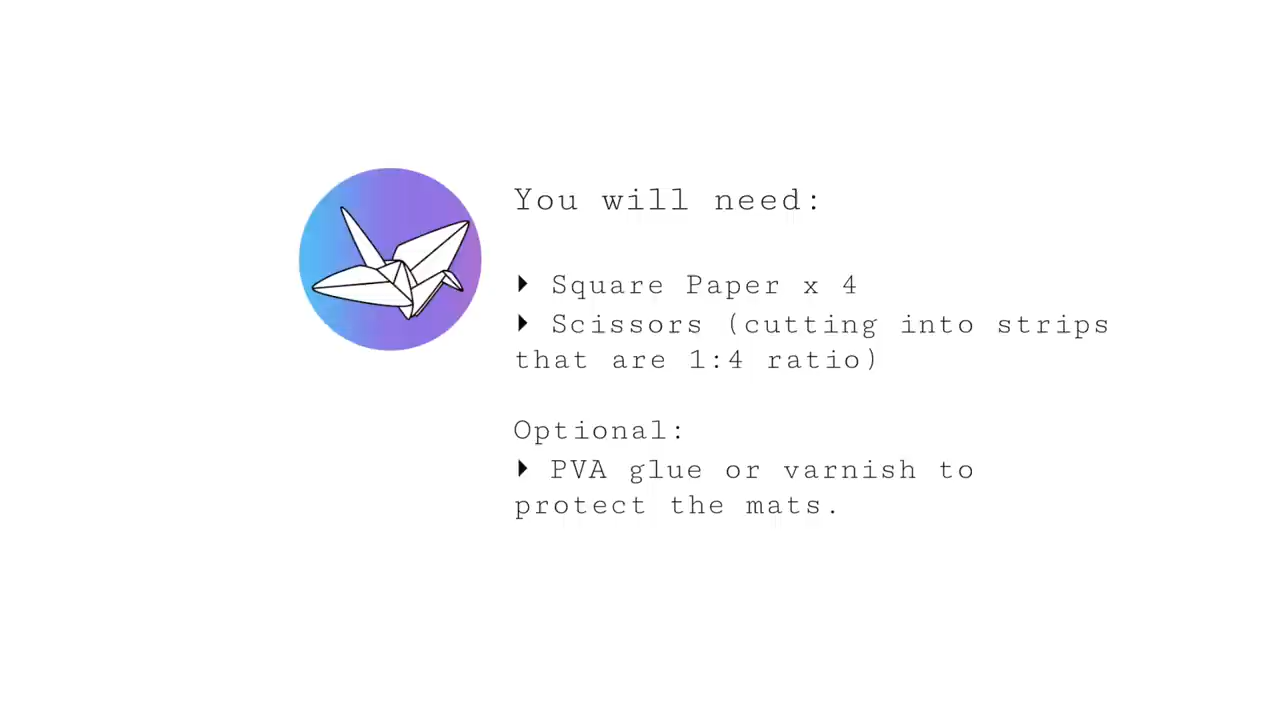 You will need:
▸ Square Paper x 4
▸ Scissors (cutting into strips
that are 1:4 ratio)
Optional:
▸ PVA glue or varnish to
protect the mats.